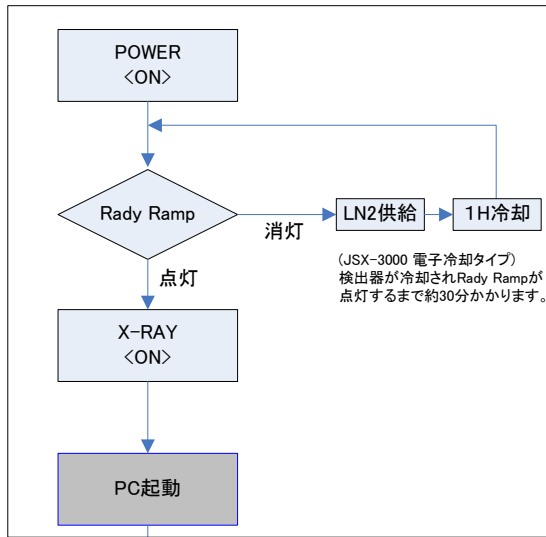 POWER
<ON>
Rady Ramp
消灯
LN2供給
1H冷却
(JSX-3000 電子冷却タイプ)
検出器が冷却されRady Rampが
点灯するまで約30分かかります。
点灯
X-RAY
<ON>
PC起動